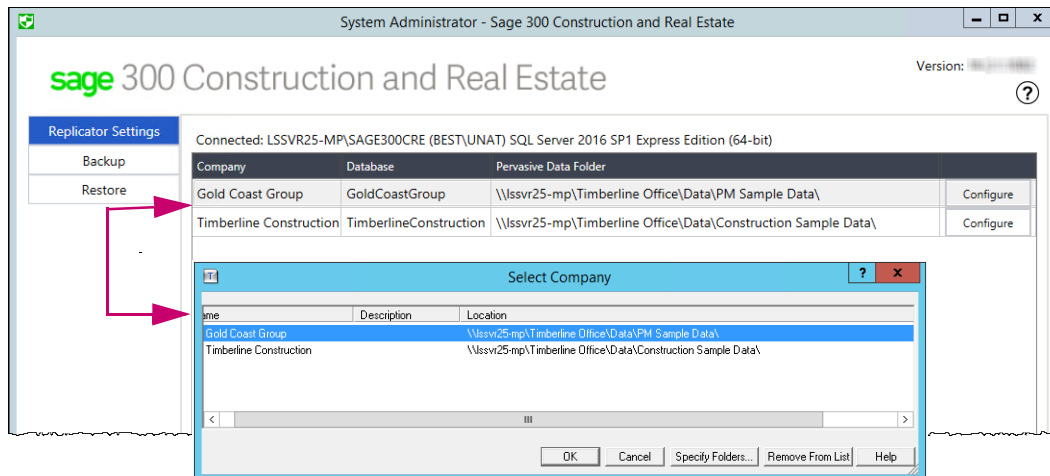 System Administrator - Sage 300 Construction and Real Estate
sage 300 Construction and Real Estate
Version:
Replicator Settings
Backup
Restore
Connected: LSSVR25-MP\SAGE300CRE (BEST\UNAT) SQL Server 2016 SP1 Express Edition (64-bit)
Company Database Pervasive Data Folder
Gold Coast Group GoldCoastGroup \\lssvr25-mp\Timberline Office\Data\PM Sample Data\ Configure
Timberline Construction TimberlineConstruction \\lssvr25-mp\Timberline Office\Data\Construction Sample Data\ Configure
Select Company
ame Description Location
Gold Coast Group \\lssvr25-mp\Timberline Office\Data\PM Sample Data\
Timberline Construction \\lssvr25-mp\Timberline Office\Data\Construction Sample Data\
OK Cancel Specify Folders... Remove From List Help